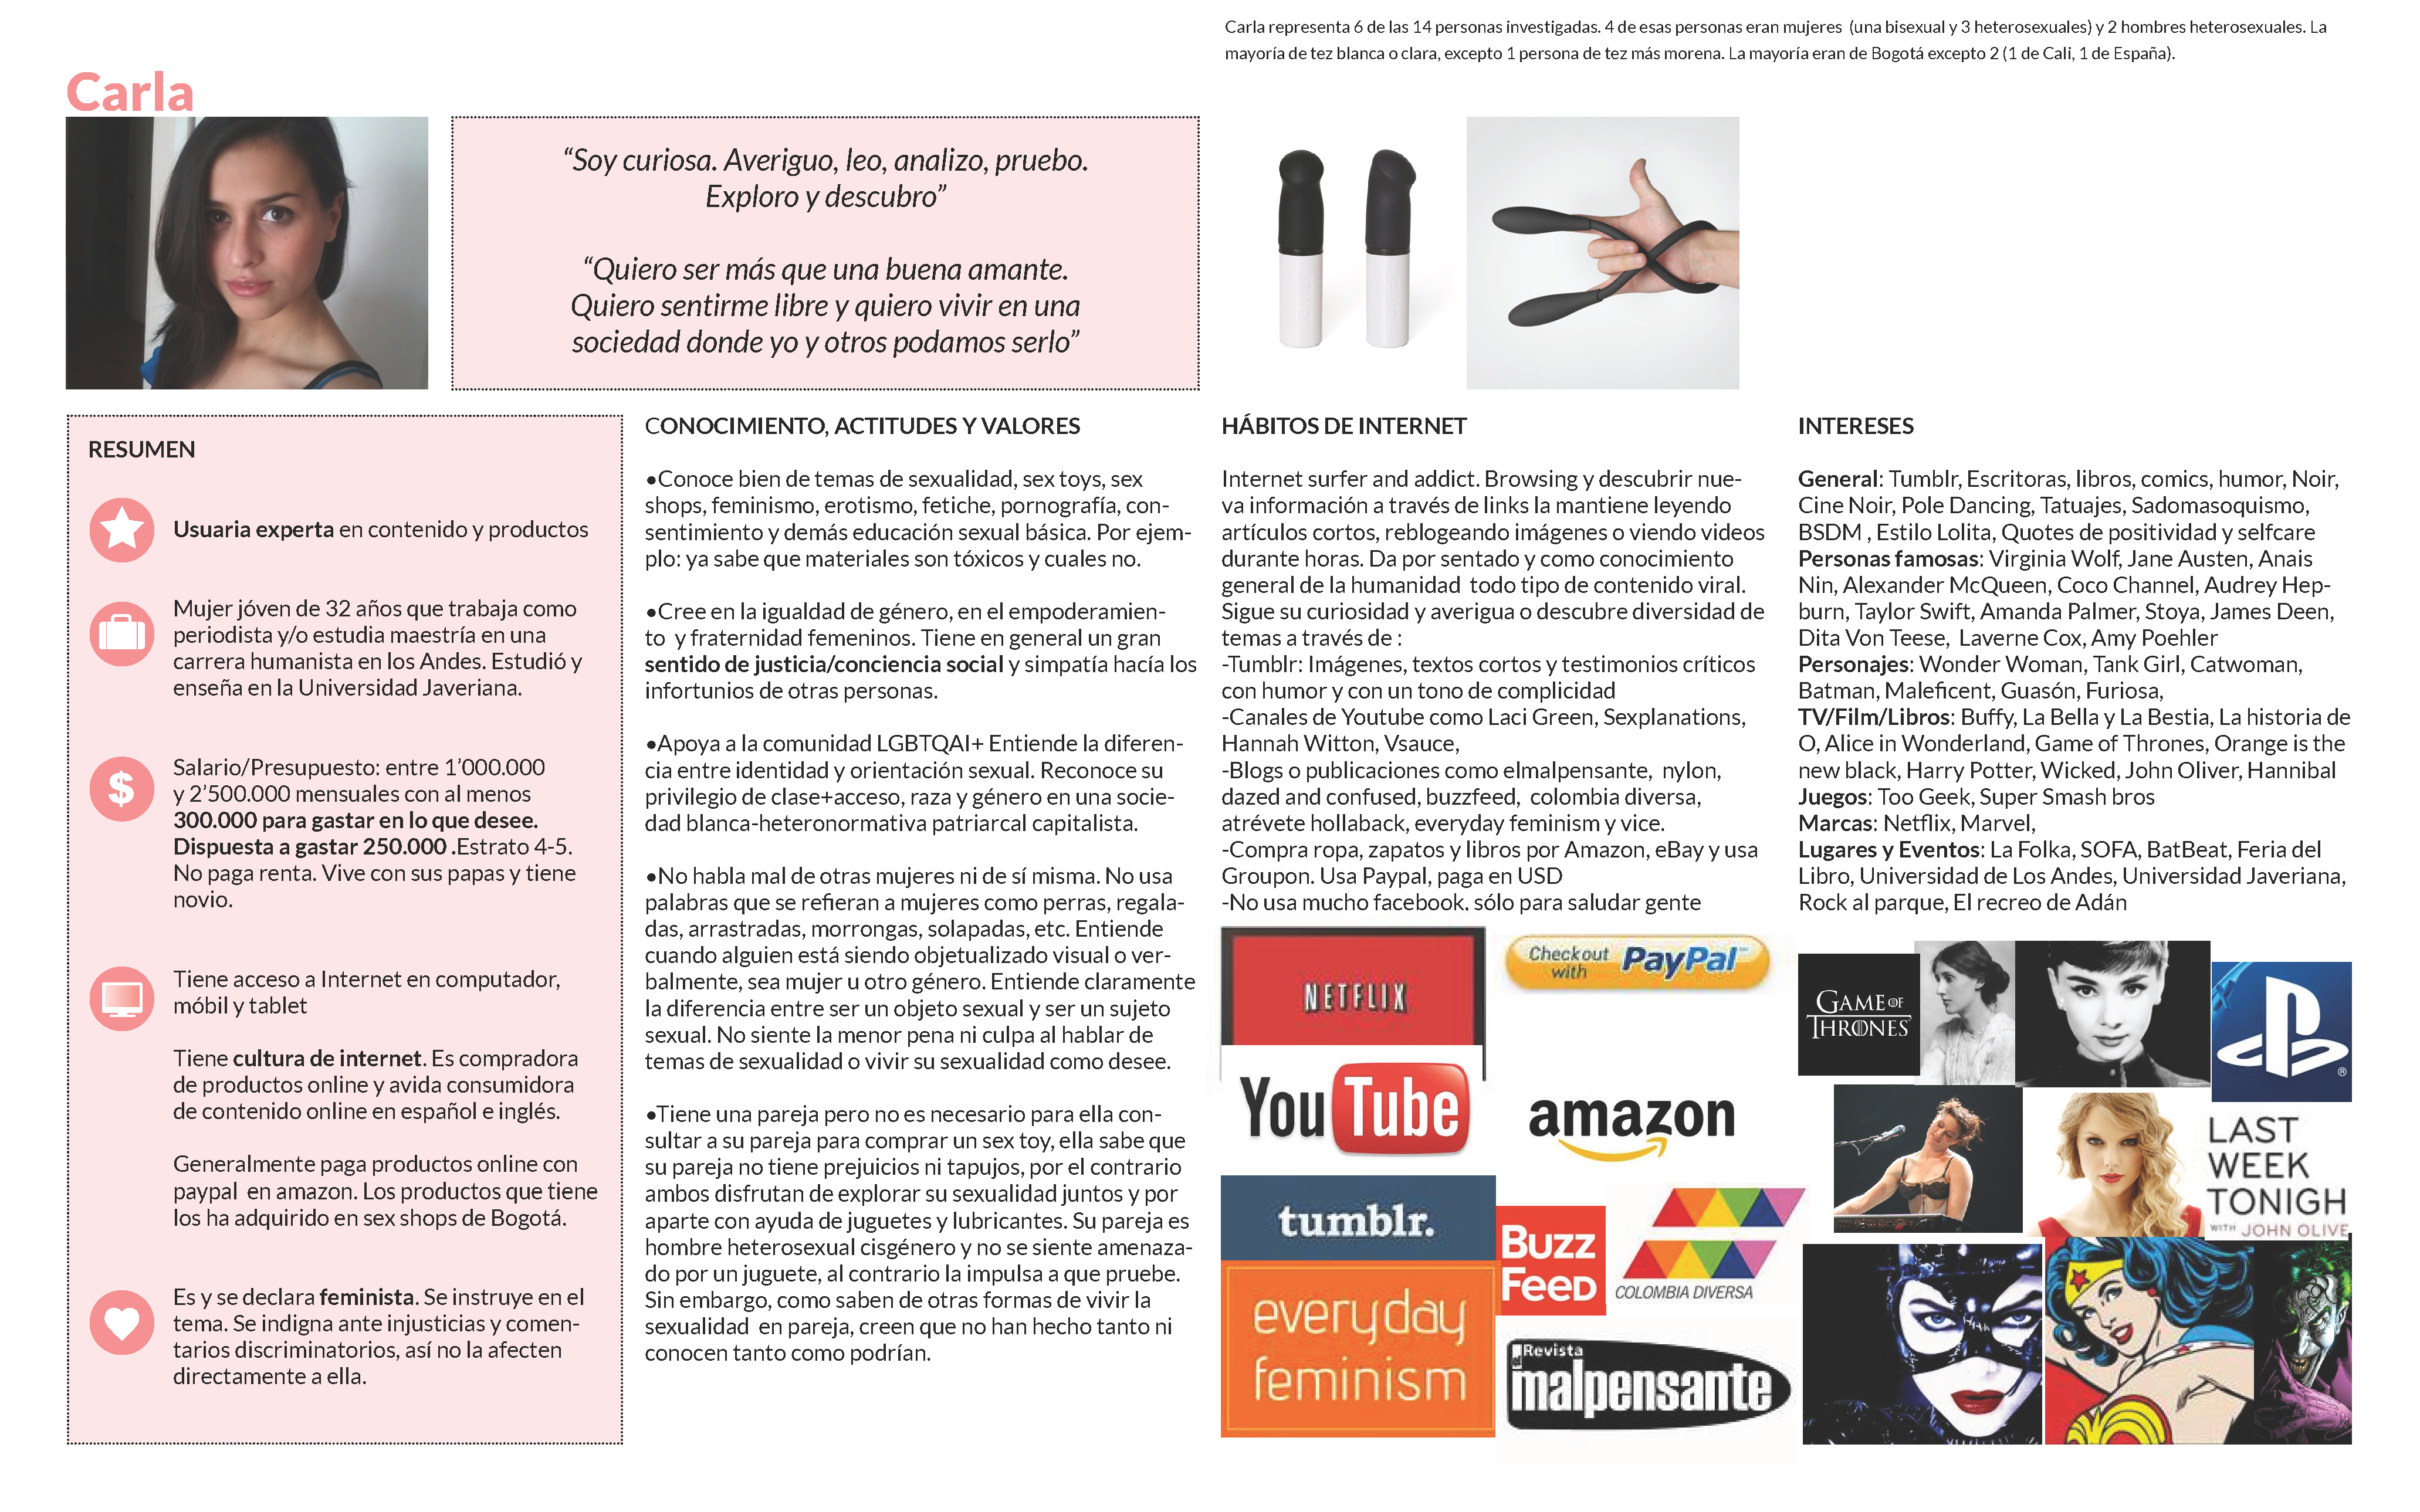 Carla representa 6 de las 14 personas investigadas. 4 de esas personas eran mujeres (una bisexual y 3 heterosexuales) y 2 hombres heterosexuales. La
mayoría de tez blanca o clara, excepto 1 persona de tez más morena. La mayoría eran de Bogotá excepto 2 (1 de Cali, 1 de España).
Carla
“Soy curiosa. Averiguo, leo, analizo, pruebo.
Exploro y descubro”
“Quiero ser más que una buena amante.
Quiero sentirme libre y quiero vivir en una
sociedad donde yo y otros podamos serlo”
RESUMEN
Usuaria experta en contenido y productos
Mujer jóven de 32 años que trabaja como
periodista y/o estudia maestría en una
carrera humanista en los Andes. Estudió y
enseña en la Universidad Javeriana.
$
Salario/Presupuesto: entre 1’000.000
y 2’500.000 mensuales con al menos
300.000 para gastar en lo que desee.
Dispuesta a gastar 250.000 .Estrato 4-5.
No paga renta. Vive con sus papas y tiene
novio.
Tiene acceso a Internet en computador,
móbil y tablet
Tiene cultura de internet. Es compradora
de productos online y avida consumidora
de contenido online en español e inglés.
Generalmente paga productos online con
paypal en amazon. Los productos que tiene
los ha adquirido en sex shops de Bogotá.
Es y se declara feminista. Se instruye en el
tema. Se indigna ante injusticias y comen-
tarios discriminatorios, así no la afecten
directamente a ella.
CONOCIMIENTO, ACTITUDES Y VALORES
•Conoce bien de temas de sexualidad, sex toys, sex
shops, feminismo, erotismo, fetiche, pornografía, con-
sentimiento y demás educación sexual básica. Por ejem-
plo: ya sabe que materiales son tóxicos y cuales no.
•Cree en la igualdad de género, en el empoderamien-
to y fraternidad femeninos. Tiene en general un gran
sentido de justicia/conciencia social y simpatía hacía los
infortunios de otras personas.
•Apoya a la comunidad LGBTQAI+ Entiende la diferen-
cia entre identidad y orientación sexual. Reconoce su
privilegio de clase+acceso, raza y género en una socie-
dad blanca-heteronormativa patriarcal capitalista.
•No habla mal de otras mujeres ni de sí misma. No usa
palabras que se refieran a mujeres como perras, regala-
das, arrastradas, morrongas, solapadas, etc. Entiende
cuando alguien está siendo objetualizado visual o ver-
balmente, sea mujer u otro género. Entiende claramente
la diferencia entre ser un objeto sexual y ser un sujeto
sexual. No siente la menor pena ni culpa al hablar de
temas de sexualidad o vivir su sexualidad como desee.
•Tiene una pareja pero no es necesario para ella con-
sultar a su pareja para comprar un sex toy, ella sabe que
su pareja no tiene prejuicios ni tapujos, por el contrario
ambos disfrutan de explorar su sexualidad juntos y por
aparte con ayuda de juguetes y lubricantes. Su pareja es
hombre heterosexual cisgénero y no se siente amenaza-
do por un juguete, al contrario la impulsa a que pruebe.
Sin embargo, como saben de otras formas de vivir la
sexualidad en pareja, creen que no han hecho tanto ni
conocen tanto como podrían.
HÁBITOS DE INTERNET
Internet surfer and addict. Browsing y descubrir nue-
va información a través de links la mantiene leyendo
artículos cortos, reblogeando imágenes o viendo videos
durante horas. Da por sentado y como conocimiento
general de la humanidad todo tipo de contenido viral.
Sigue su curiosidad y averigua o descubre diversidad de
temas a través de :
-Tumblr: Imágenes, textos cortos y testimonios críticos
con humor y con un tono de complicidad
-Canales de Youtube como Laci Green, Sexplanations,
Hannah Witton, Vsauce,
-Blogs o publicaciones como elmalpensante, nylon,
dazed and confused, buzzfeed, colombia diversa,
atrévete hollaback, everyday feminism y vice.
-Compra ropa, zapatos y libros por Amazon, eBay y usa
Groupon. Usa Paypal, paga en USD
-No usa mucho facebook. sólo para saludar gente
NETFLIX
Checkout
with PayPal
YouTube
amazon
tumblr.
BUZZ
FEED
COLOMBIA DIVERSA
everyday
feminism
Revista
el malpensante
INTERESES
General: Tumblr, Escritoras, libros, comics, humor, Noir,
Cine Noir, Pole Dancing, Tatuajes, Sadomasoquismo,
BSDM , Estilo Lolita, Quotes de positividad y selfcare
Personas famosas: Virginia Wolf, Jane Austen, Anais
Nin, Alexander McQueen, Coco Channel, Audrey Hep-
burn, Taylor Swift, Amanda Palmer, Stoya, James Deen,
Dita Von Teese, Laverne Cox, Amy Poehler
Personajes: Wonder Woman, Tank Girl, Catwoman,
Batman, Maleficent, Guasón, Furiosa,
TV/Film/Libros: Buffy, La Bella y La Bestia, La historia de
O, Alice in Wonderland, Game of Thrones, Orange is the
new black, Harry Potter, Wicked, John Oliver, Hannibal
Juegos: Too Geek, Super Smash bros
Marcas: Netflix, Marvel,
Lugares y Eventos: La Folka, SOFA, BatBeat, Feria del
Libro, Universidad de Los Andes, Universidad Javeriana,
Rock al parque, El recreo de Adán
GAME OF
THRONES
®
LAST
WEEK
TONIGH
WITH JOHN OLIVE